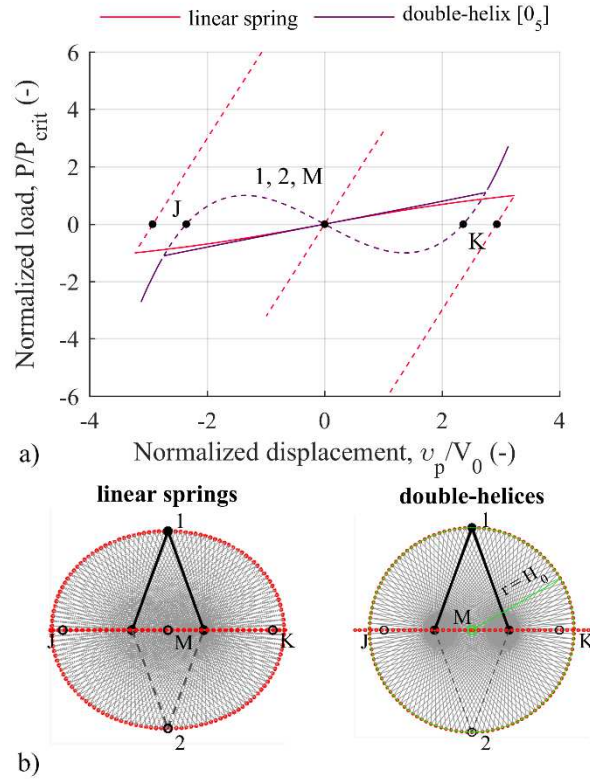 linear spring double-helix [0₅]
Normalized load, P/P_crit (-)
6
4
2
0
-2
-4
-6
J
1, 2, M
K
-4 -2 0 2 4
a) Normalized displacement, υ_p/V_0 (-)
linear springs double-helices
1 1
r = H_0
J M K J M K
2 2
b)